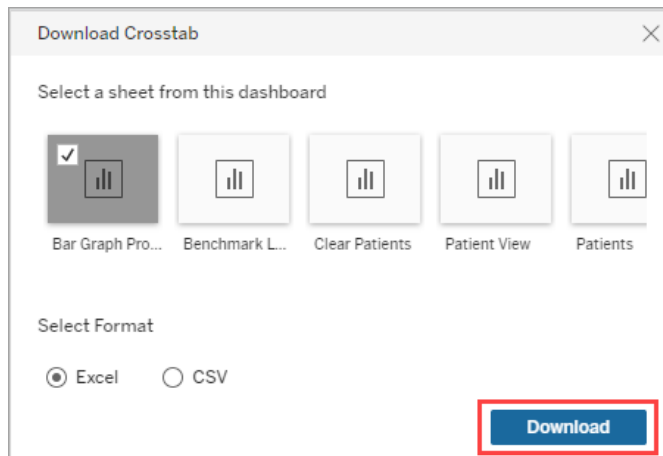 Download Crosstab
Select a sheet from this dashboard
Bar Graph Pro... Benchmark L... Clear Patients Patient View Patients
Select Format
Excel CSV
Download